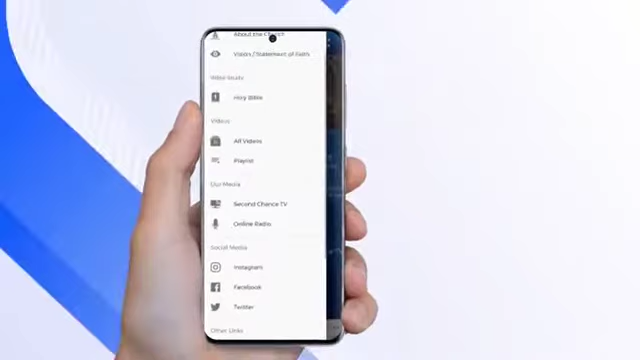 About the Church
Vision / Statement of Faith
Bible Study
Holy Bible
Videos
All Videos
Playlist
Our Media
Second Chance TV
Online Radio
Social Media
Instagram
Facebook
Twitter
Other Links